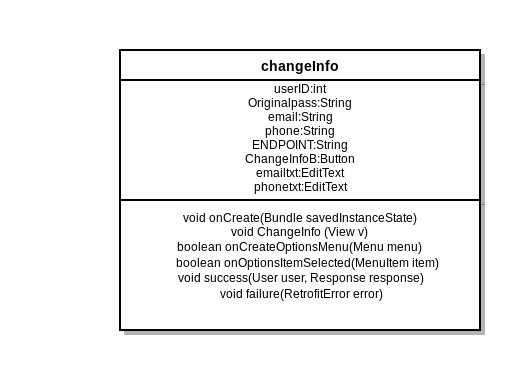 changeInfo
userID:int
Originalpass:String
email:String
phone:String
ENDPOINT:String
ChangeInfoB:Button
emailtxt:EditText
phonetxt:EditText
void onCreate(Bundle savedInstanceState)
void ChangeInfo (View v)
boolean onCreateOptionsMenu(Menu menu)
boolean onOptionsItemSelected(MenuItem item)
void success(User user, Response response)
void failure(RetrofitError error)